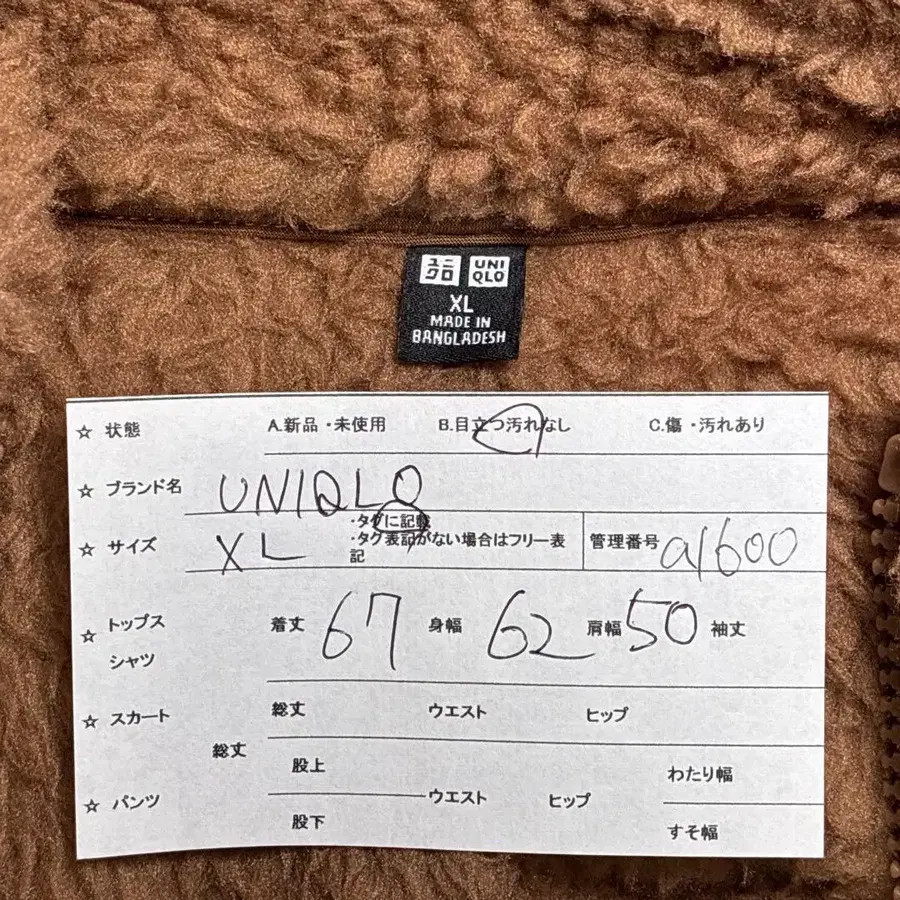 ユニ
クロ
UNI
QLO
XL
MADE IN
BANGLADESH
☆ 状態 A.新品・未使用 B.目立つ汚れなし C.傷・汚れあり
☆ ブランド名 UNIQLO
・タグに記載
☆ サイズ XL ・タグ表記がない場合はフリー表記 管理番号 a1600
☆ トップス 着丈 67 身幅 62 肩幅 50 袖丈
シャツ
☆ スカート 総丈 ウエスト ヒップ
総丈 股上 わたり幅
☆ パンツ ウエスト ヒップ
股下 すそ幅